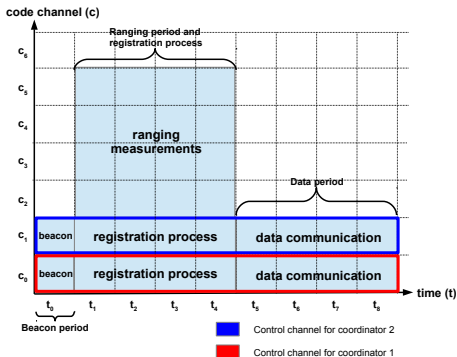 code channel (c)
Ranging period and
registration process
c6
c5
c4
c3
c2
c1
c0
ranging
measurements
Data period
beacon registration process data communication
beacon registration process data communication
time (t)
t0 t1 t2 t3 t4 t5 t6 t7 t8
Beacon period
Control channel for coordinator 2
Control channel for coordinator 1